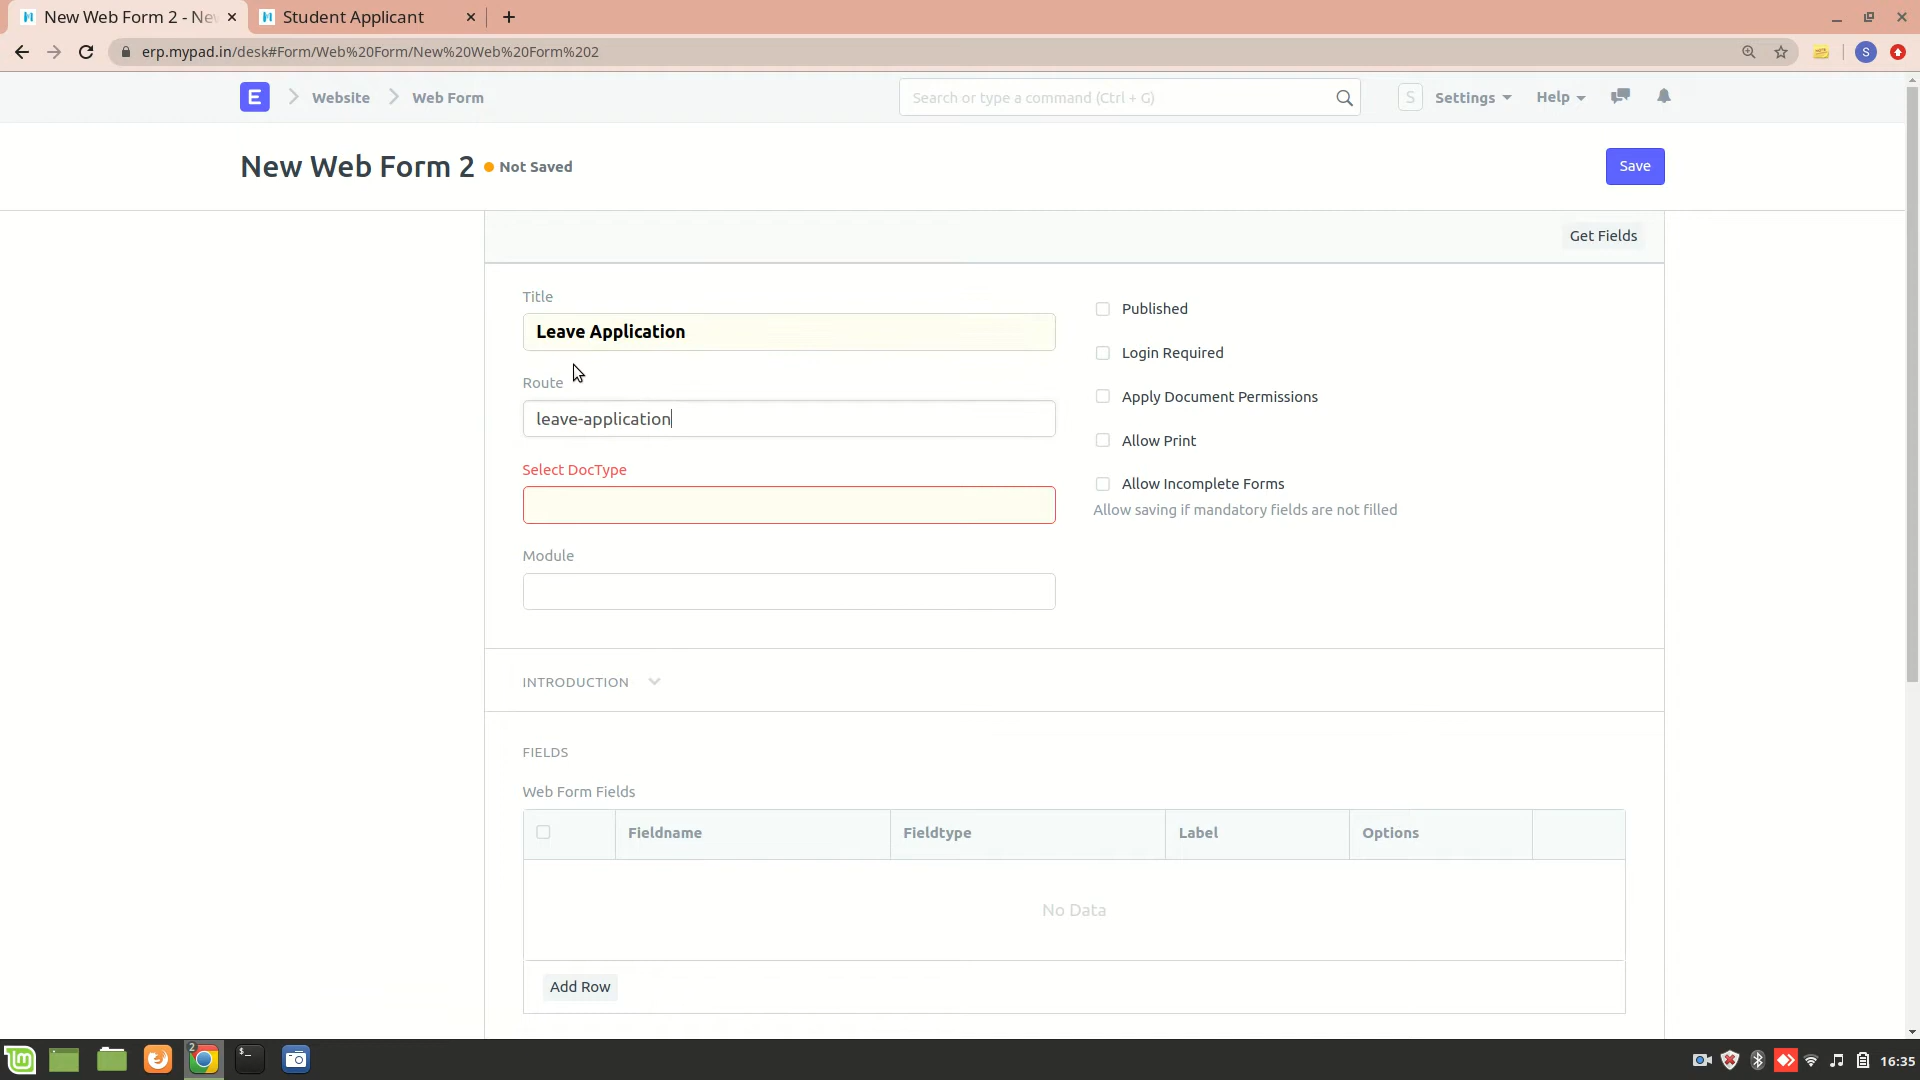 New Web Form 2 - Ne
Student Applicant
erp.mypad.in/desk#Form/Web%20Form/New%20Web%20Form%202
S
E
Website
Web Form
Search or type a command (Ctrl + G)
S
Settings
Help
New Web Form 2
Not Saved
Save
Get Fields
Title
Leave Application
Route
leave-application
Select DocType
Module
Published
Login Required
Apply Document Permissions
Allow Print
Allow Incomplete Forms
Allow saving if mandatory fields are not filled
INTRODUCTION
FIELDS
Web Form Fields
Fieldname
Fieldtype
Label
Options
No Data
Add Row
2
16:35